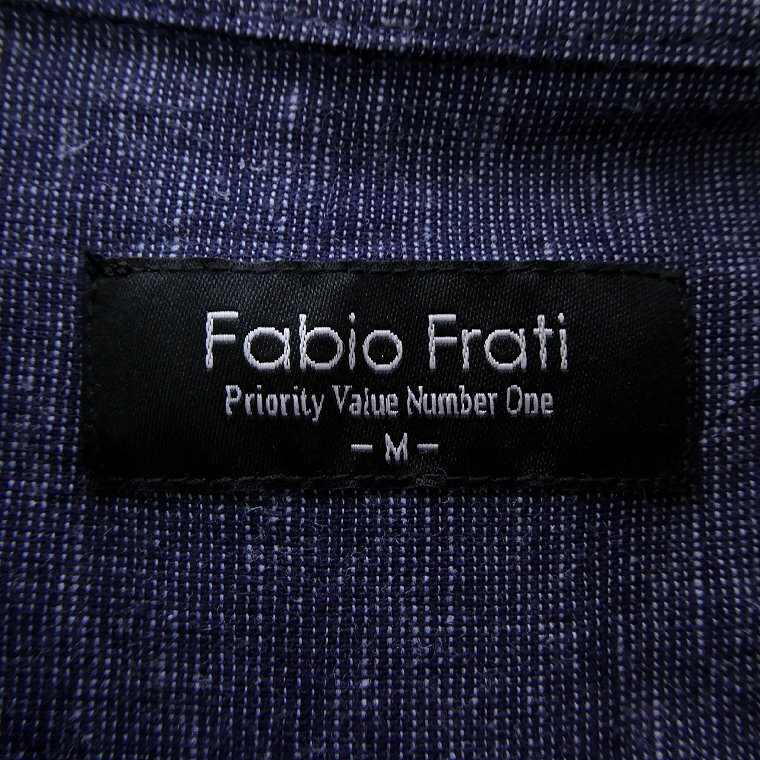 Fabio Frati
Priority Value Number One
- M -